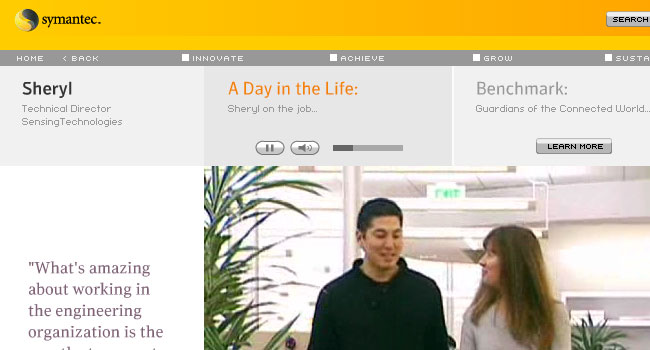 symantec.
SEARCH
HOME < BACK INNOVATE ACHIEVE GROW SUSTA
Sheryl
Technical Director
SensingTechnologies
A Day in the Life:
Sheryl on the job...
Benchmark:
Guardians of the Connected World...
LEARN MORE
EXIT
"What's amazing
about working in
the engineering
organization is the